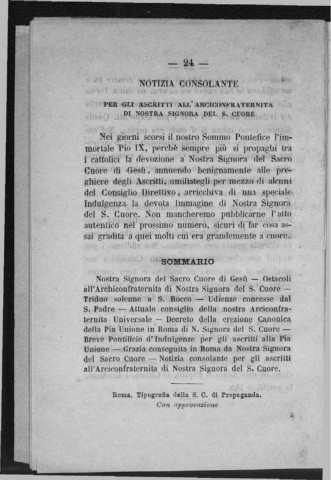 — 24 —
NOTIZIA CONSOLANTE
PER GLI ASCRITTI ALL'ARCICONFRATERNITA
DI NOSTRA SIGNORA DEL S. CUORE
Nei giorni scorsi il nostro Sommo Pontefice l'im-
mortale Pio IX, perchè sempre più si propaghi tra
i cattolici la devozione a Nostra Signora del Sacro
Cuore di Gesù, annuendo benignamente alle pre-
ghiere degli Ascritti, umiliategli per mezzo di alcuni
del Consiglio Direttivo, arricchiva di una speciale
Indulgenza la devota Immagine di Nostra Signora
del S. Cuore. Non mancheremo pubblicarne l'atto
autentico nel prossimo numero, sicuri di far cosa as-
sai gradita a quei molti cui era grandemente a cuore.
SOMMARIO
Nostra Signora del Sacro Cuore di Gesù — Ostacoli
all'Arciconfraternita di Nostra Signora del S. Cuore —
Triduo solenne a S. Rocco — Udienze concesse dal
S. Padre — Attuale consiglio della nostra Arciconfra-
ternita Universale — Decreto della erezione Canonica
della Pia Unione in Roma di N. Signora del S. Cuore —
Breve Pontificio d'Indulgenze per gli ascritti alla Pia
Unione — Grazia conseguita in Roma da Nostra Signora
del Sacro Cuore — Notizia consolante per gli ascritti
all'Arciconfraternita di Nostra Signora del S. Cuore.
Roma, Tipografia della S. C. di Propaganda.
Con approvazione